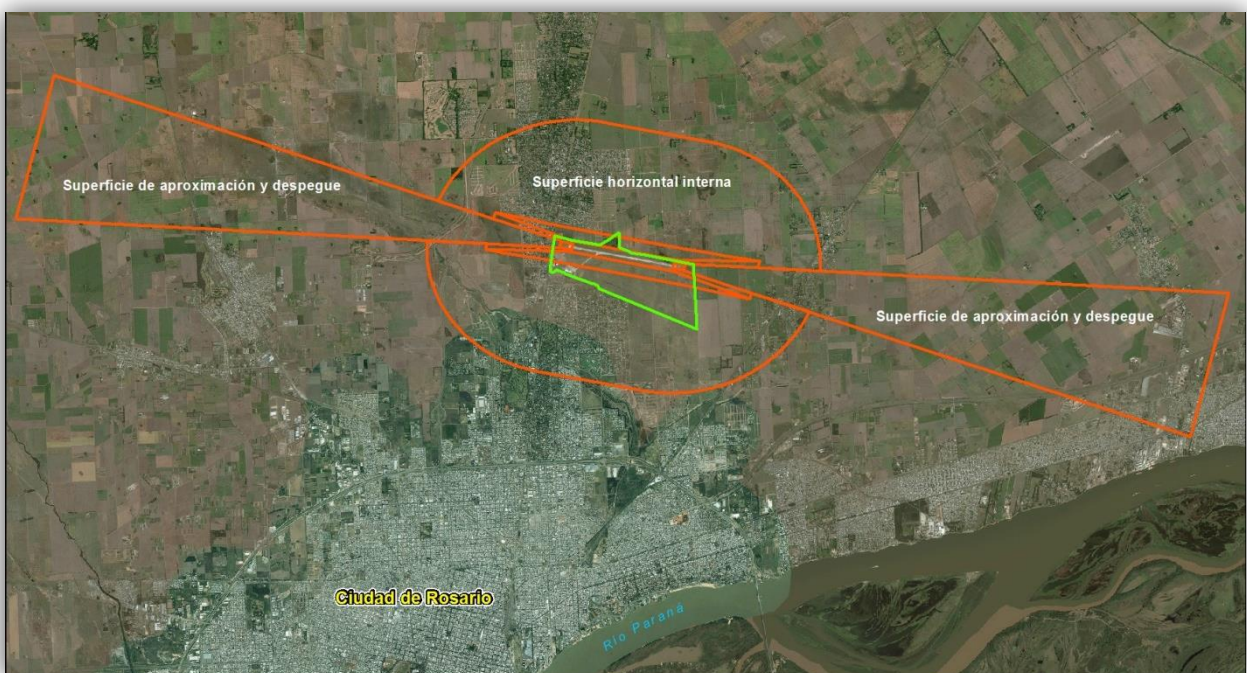 Superficie de aproximación y despegue
Superficie horizontal interna
Superficie de aproximación y despegue
Ciudad de Rosario
Río Paraná